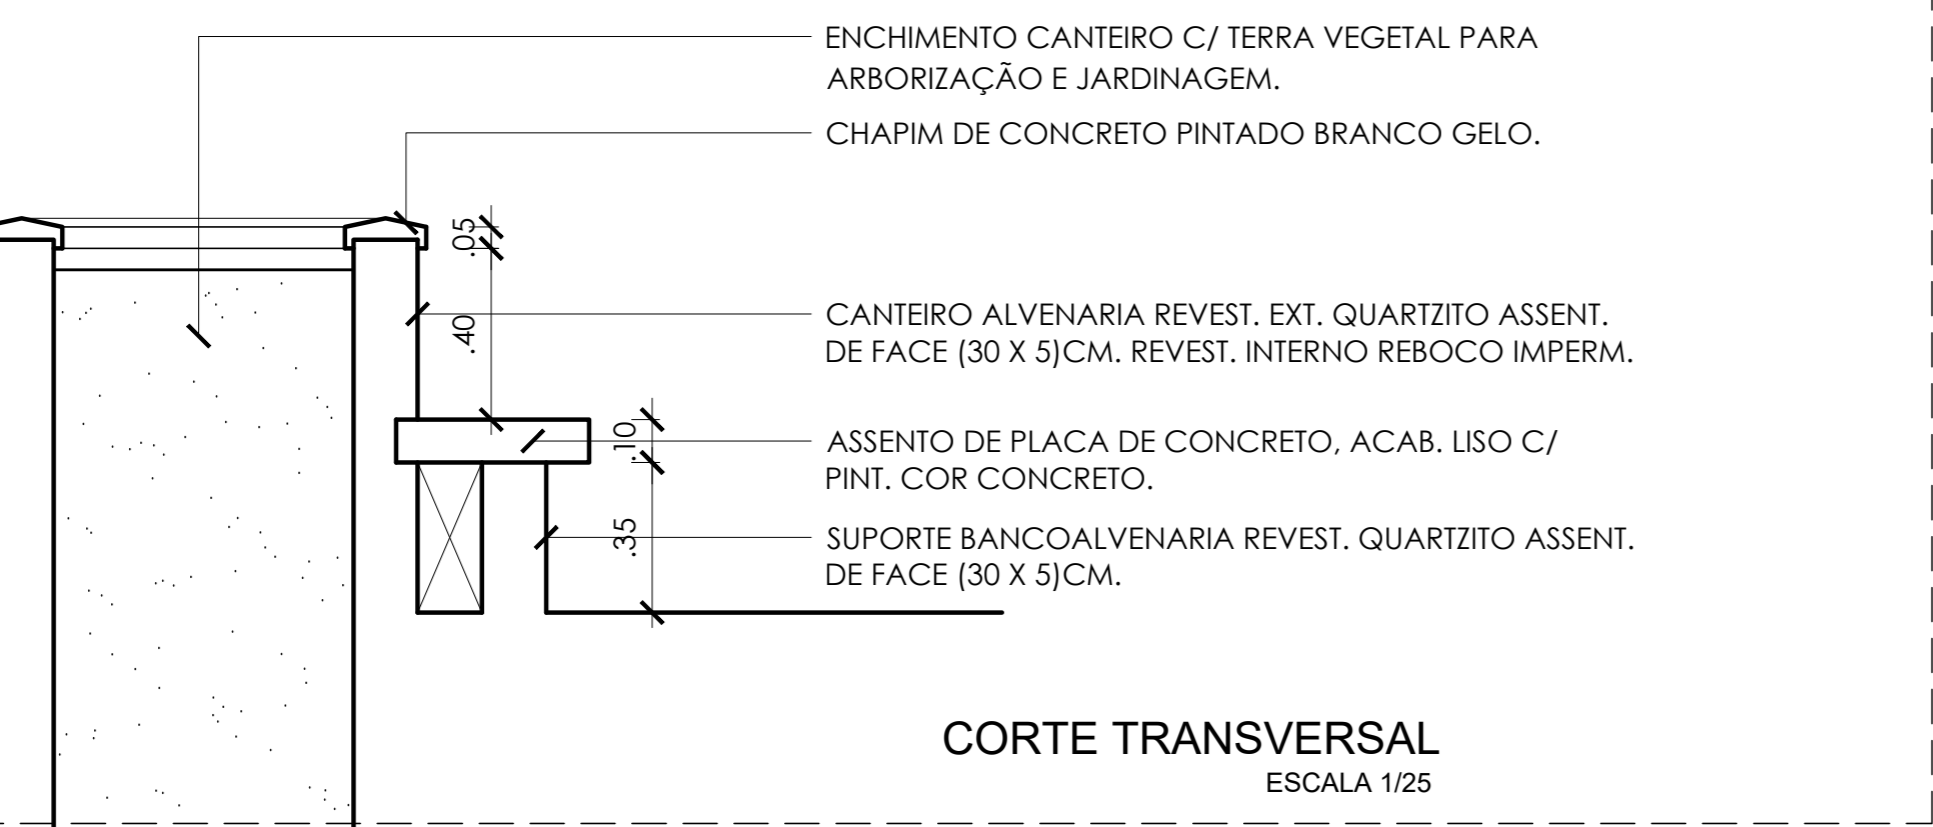 ENCHIMENTO CANTEIRO C/ TERRA VEGETAL PARA
ARBORIZAÇÃO E JARDINAGEM.
CHAPIM DE CONCRETO PINTADO BRANCO GELO.
.05
.40
CANTEIRO ALVENARIA REVEST. EXT. QUARTZITO ASSENT.
DE FACE (30 X 5)CM. REVEST. INTERNO REBOCO IMPERM.
.10
ASSENTO DE PLACA DE CONCRETO, ACAB. LISO C/
PINT. COR CONCRETO.
.35
SUPORTE BANCOALVENARIA REVEST. QUARTZITO ASSENT.
DE FACE (30 X 5)CM.
CORTE TRANSVERSAL
ESCALA 1/25